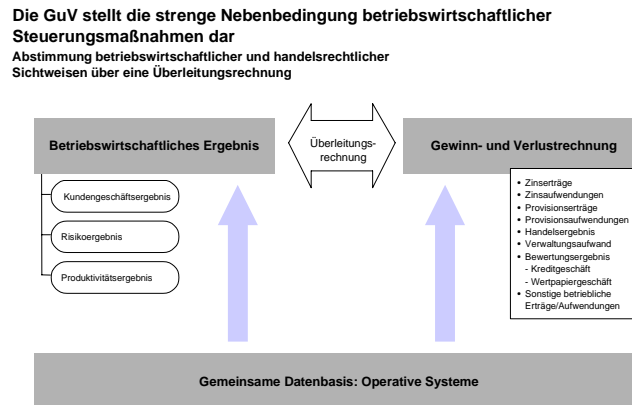 Die GuV stellt die strenge Nebenbedingung betriebswirtschaftlicher
Steuerungsmaßnahmen dar
Abstimmung betriebswirtschaftlicher und handelsrechtlicher
Sichtweisen über eine Überleitungsrechnung
Betriebswirtschaftliches Ergebnis
Überleitungs-
rechnung
Gewinn- und Verlustrechnung
Kundengeschäftsergebnis
Risikoergebnis
Produktivitätsergebnis
• Zinserträge
• Zinsaufwendungen
• Provisionserträge
• Provisionsaufwendungen
• Handelsergebnis
• Verwaltungsaufwand
• Bewertungsergebnis
- Kreditgeschäft
- Wertpapiergeschäft
• Sonstige betriebliche
Erträge/Aufwendungen
Gemeinsame Datenbasis: Operative Systeme